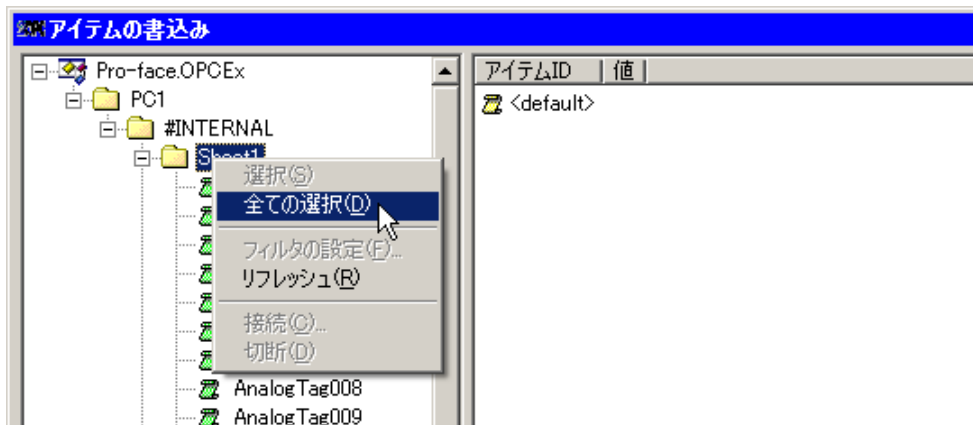 アイテムの書込み
Pro-face.OPCEx
PC1
#INTERNAL
Sheet1
選択(S)
全ての選択(D)
フィルタの設定(F)...
リフレッシュ(R)
接続(C)...
切断(D)
AnalogTag008
AnalogTag009
アイテムID 値
<default>